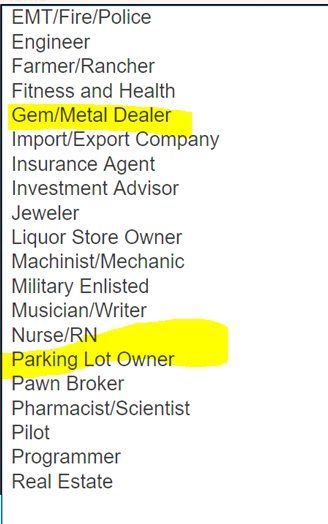 EMT/Fire/Police
Engineer
Farmer/Rancher
Fitness and Health
Gem/Metal Dealer
Import/Export Company
Insurance Agent
Investment Advisor
Jeweler
Liquor Store Owner
Machinist/Mechanic
Military Enlisted
Musician/Writer
Nurse/RN
Parking Lot Owner
Pawn Broker
Pharmacist/Scientist
Pilot
Programmer
Real Estate